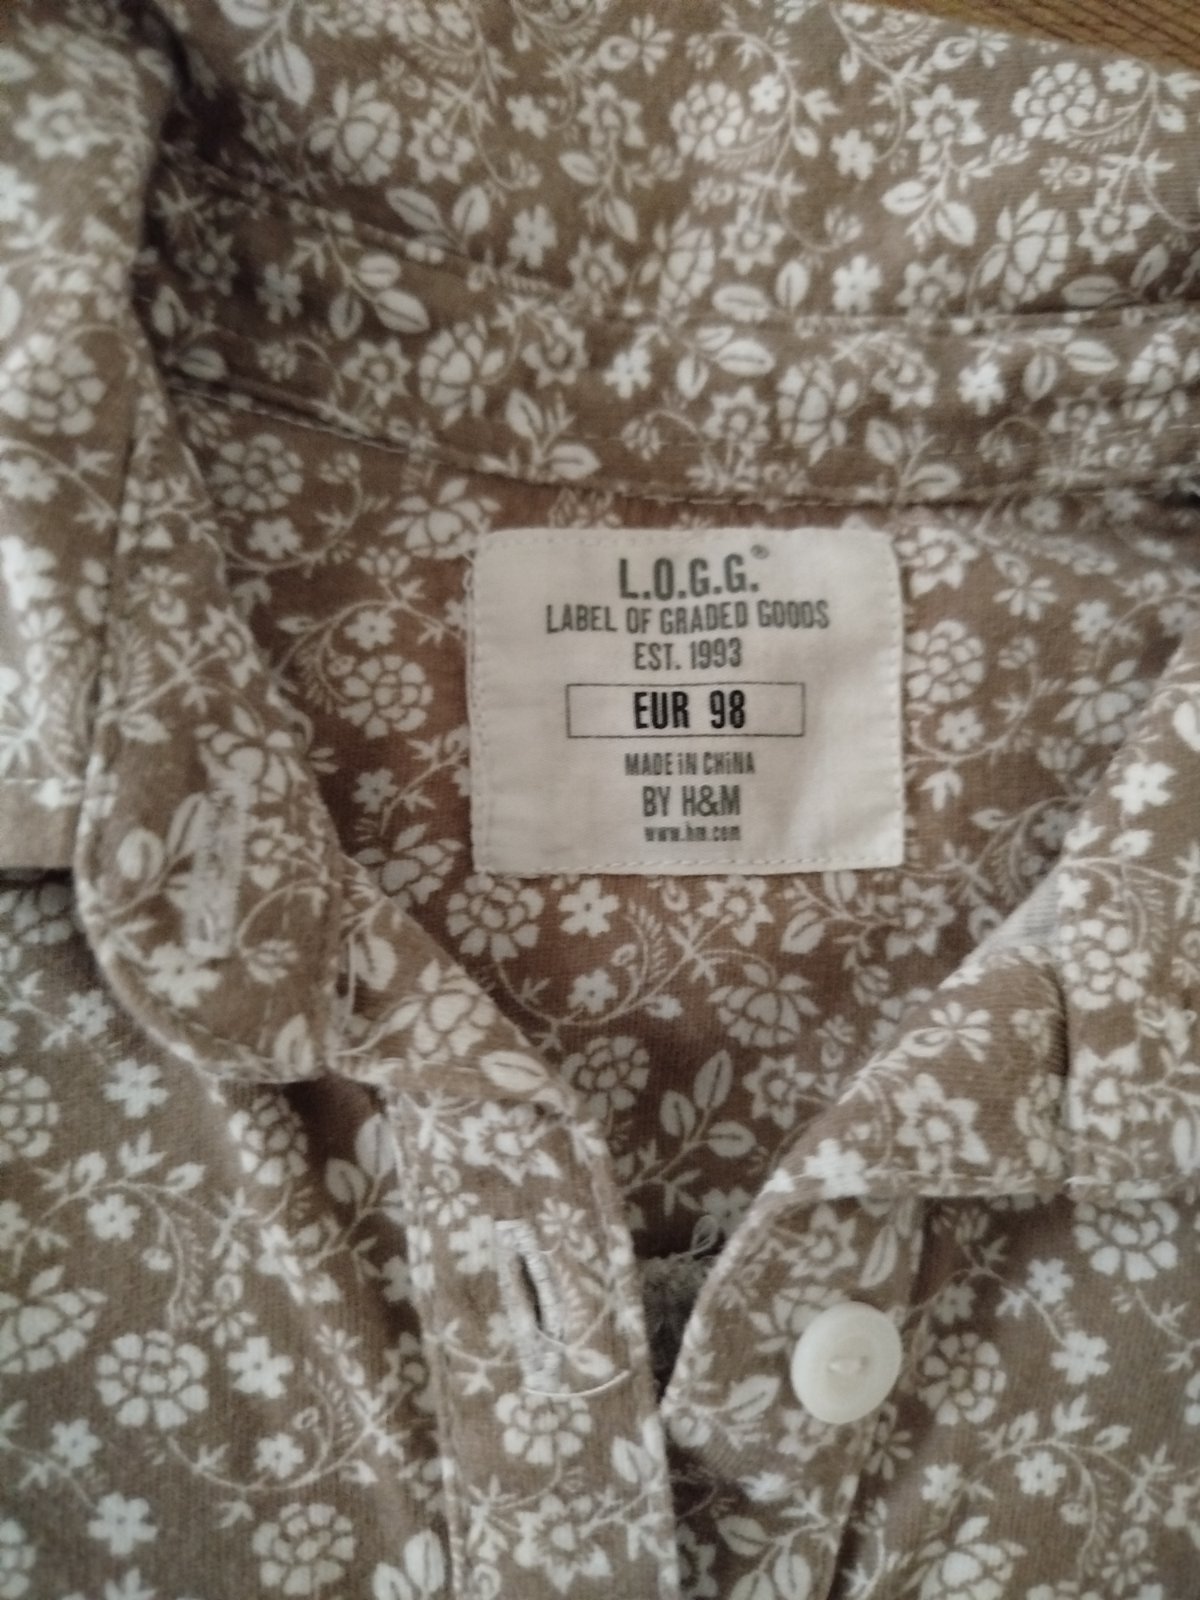 L.O.G.G.®
LABEL OF GRADED GOODS
EST. 1993
EUR 98
MADE IN CHINA
BY H&M
www.hm.com